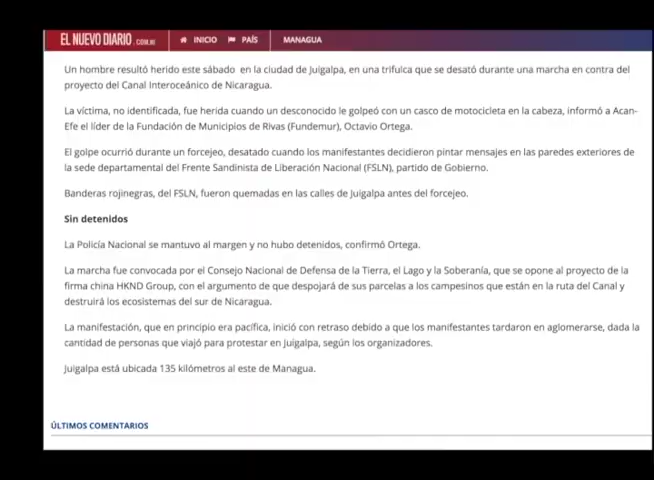 EL NUEVO DIARIO .COM.NI INICIO PAÍS MANAGUA
Un hombre resultó herido este sábado en la ciudad de Juigalpa, en una trifulca que se desató durante una marcha en contra del
proyecto del Canal Interoceánico de Nicaragua.
La víctima, no identificada, fue herida cuando un desconocido le golpeó con un casco de motocicleta en la cabeza, informó a Acan-
Efe el líder de la Fundación de Municipios de Rivas (Fundemur), Octavio Ortega.
El golpe ocurrió durante un forcejeo, desatado cuando los manifestantes decidieron pintar mensajes en las paredes exteriores de
la sede departamental del Frente Sandinista de Liberación Nacional (FSLN), partido de Gobierno.
Banderas rojinegras, del FSLN, fueron quemadas en las calles de Juigalpa antes del forcejeo.
Sin detenidos
La Policía Nacional se mantuvo al margen y no hubo detenidos, confirmó Ortega.
La marcha fue convocada por el Consejo Nacional de Defensa de la Tierra, el Lago y la Soberanía, que se opone al proyecto de la
firma china HKND Group, con el argumento de que despojará de sus parcelas a los campesinos que están en la ruta del Canal y
destruirá los ecosistemas del sur de Nicaragua.
La manifestación, que en principio era pacífica, inició con retraso debido a que los manifestantes tardaron en aglomerarse, dada la
cantidad de personas que viajó para protestar en Juigalpa, según los organizadores.
Juigalpa está ubicada 135 kilómetros al este de Managua.
ÚLTIMOS COMENTARIOS